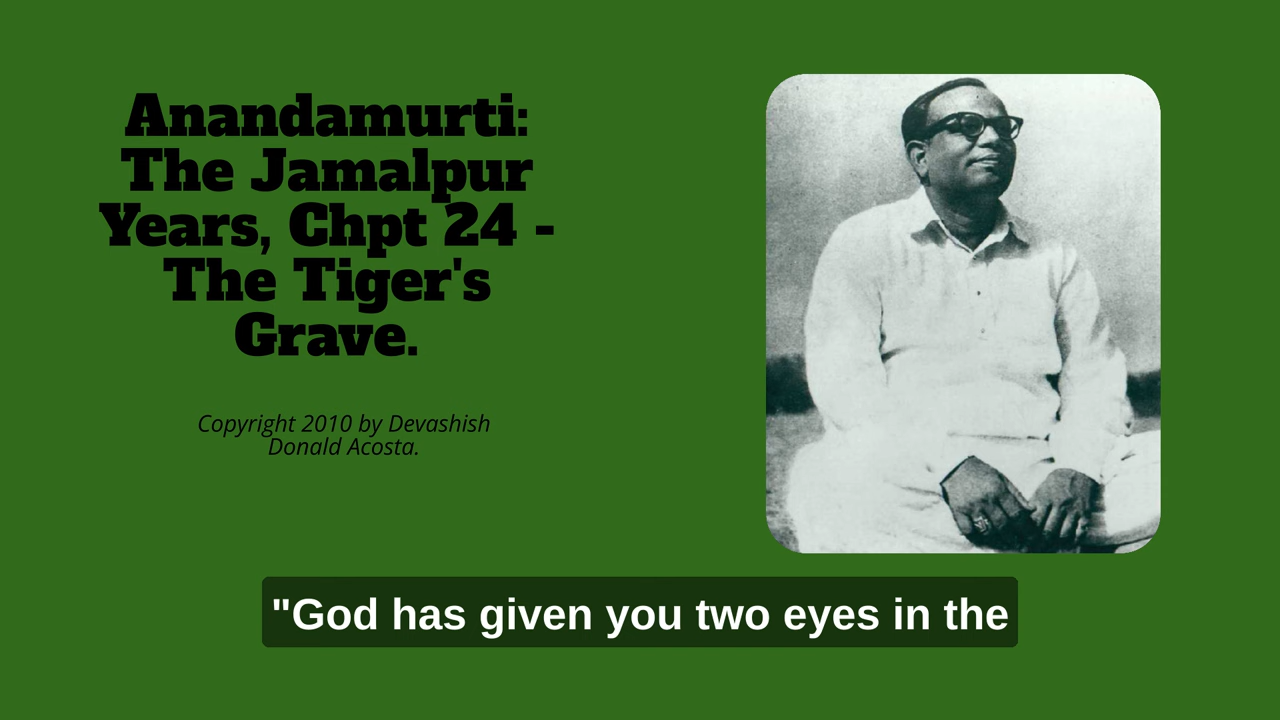 Anandamurti:
The Jamalpur
Years, Chpt 24 -
The Tiger's
Grave.
Copyright 2010 by Devashish
Donald Acosta.
"God has given you two eyes in the